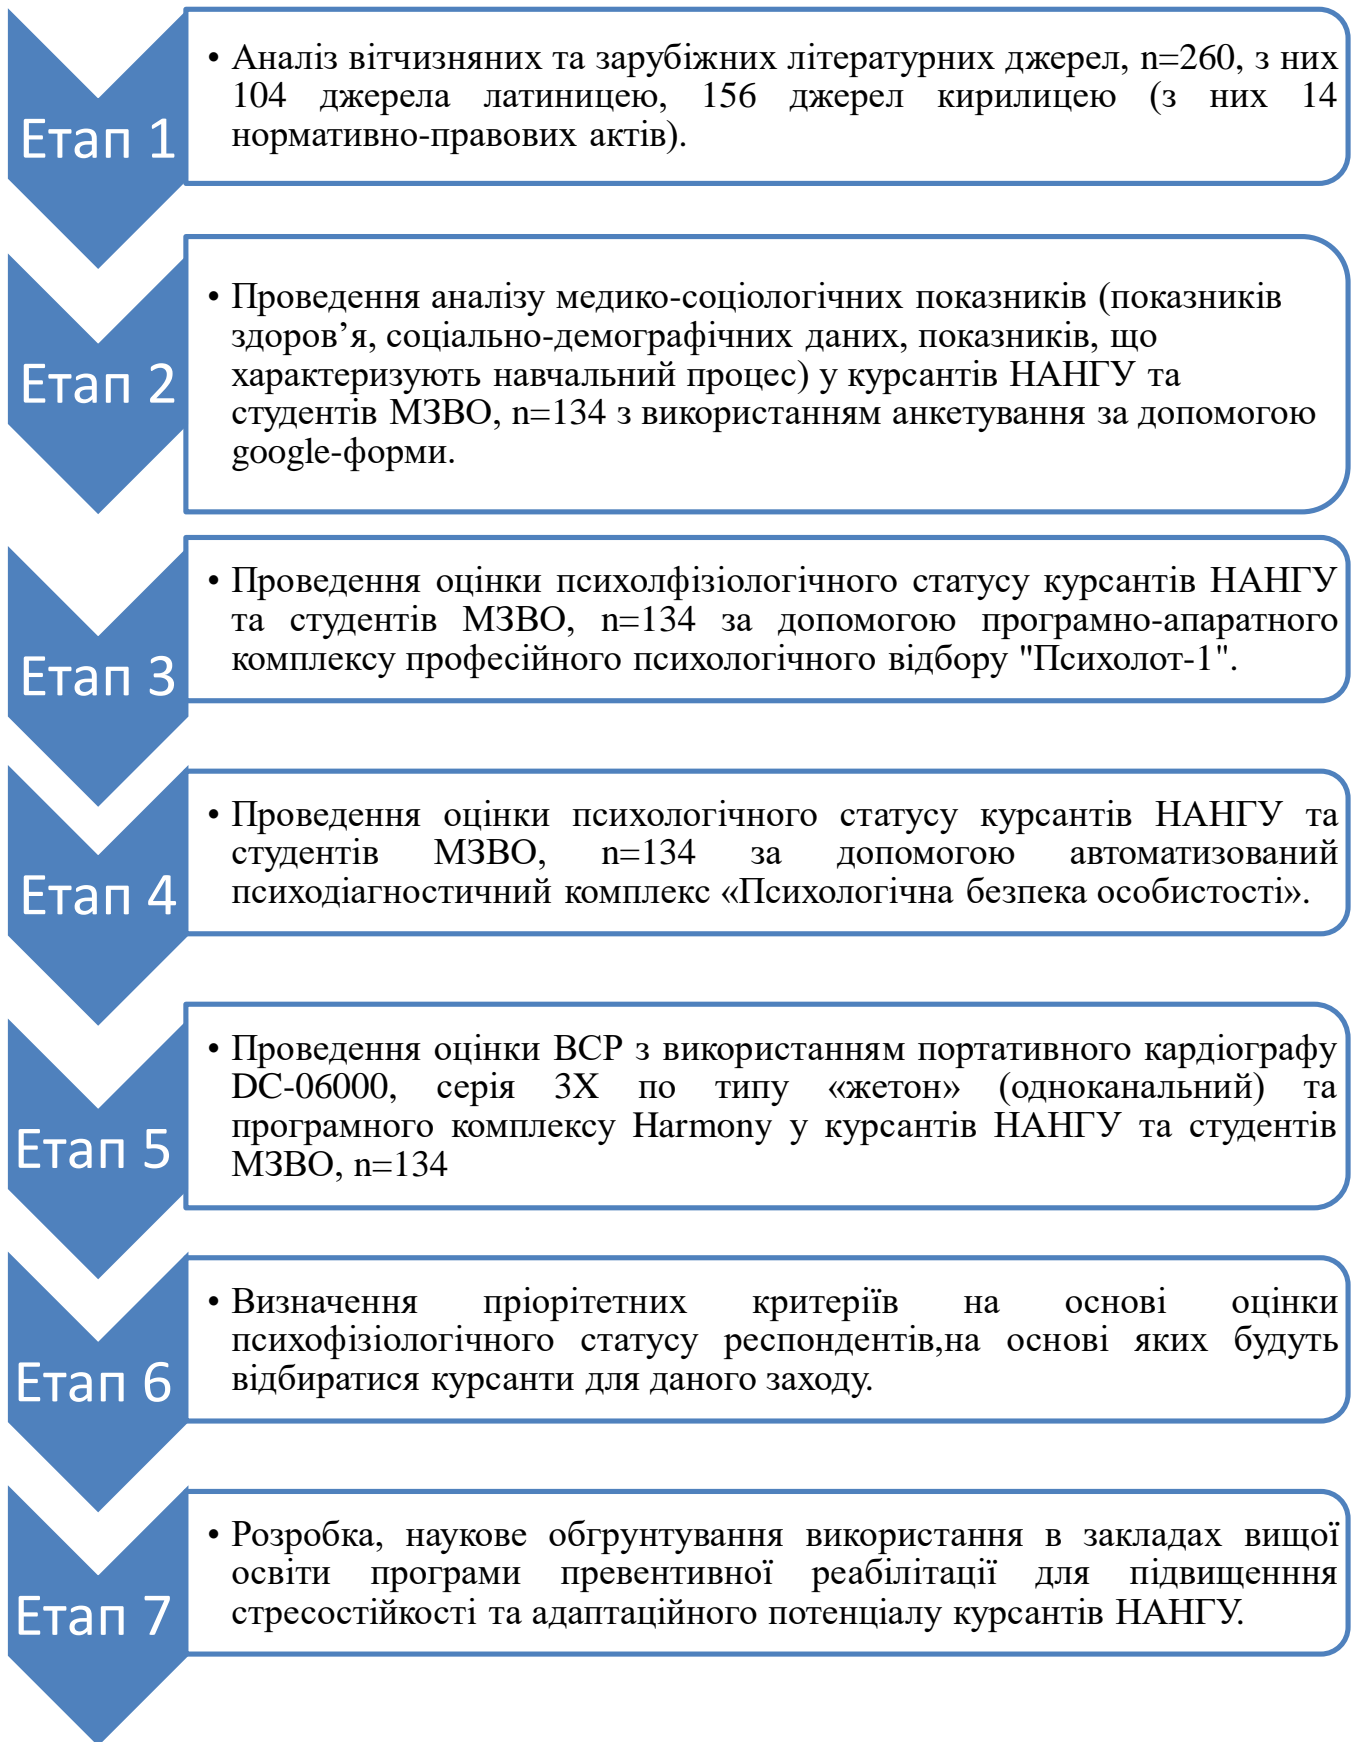 Етап 1
• Аналіз вітчизняних та зарубіжних літературних джерел, n=260, з них
104 джерела латиницею, 156 джерел кирилицею (з них 14
нормативно-правових актів).
Етап 2
• Проведення аналізу медико-соціологічних показників (показників
здоров’я, соціально-демографічних даних, показників, що
характеризують навчальний процес) у курсантів НАНГУ та
студентів МЗВО, n=134 з використанням анкетування за допомогою
google-форми.
Етап 3
• Проведення оцінки психолфізіологічного статусу курсантів НАНГУ
та студентів МЗВО, n=134 за допомогою програмно-апаратного
комплексу професійного психологічного відбору "Психолот-1".
Етап 4
• Проведення оцінки психологічного статусу курсантів НАНГУ та
студентів МЗВО, n=134 за допомогою автоматизований
психодіагностичний комплекс «Психологічна безпека особистості».
Етап 5
• Проведення оцінки ВСР з використанням портативного кардіографу
DC-06000, серія 3Х по типу «жетон» (одноканальний) та
програмного комплексу Harmony у курсантів НАНГУ та студентів
МЗВО, n=134
Етап 6
• Визначення пріорітетних критеріїв на основі оцінки
психофізіологічного статусу респондентів,на основі яких будуть
відбиратися курсанти для даного заходу.
Етап 7
• Розробка, наукове обгрунтування використання в закладах вищої
освіти програми превентивної реабілітації для підвищенння
стресостійкості та адаптаційного потенціалу курсантів НАНГУ.